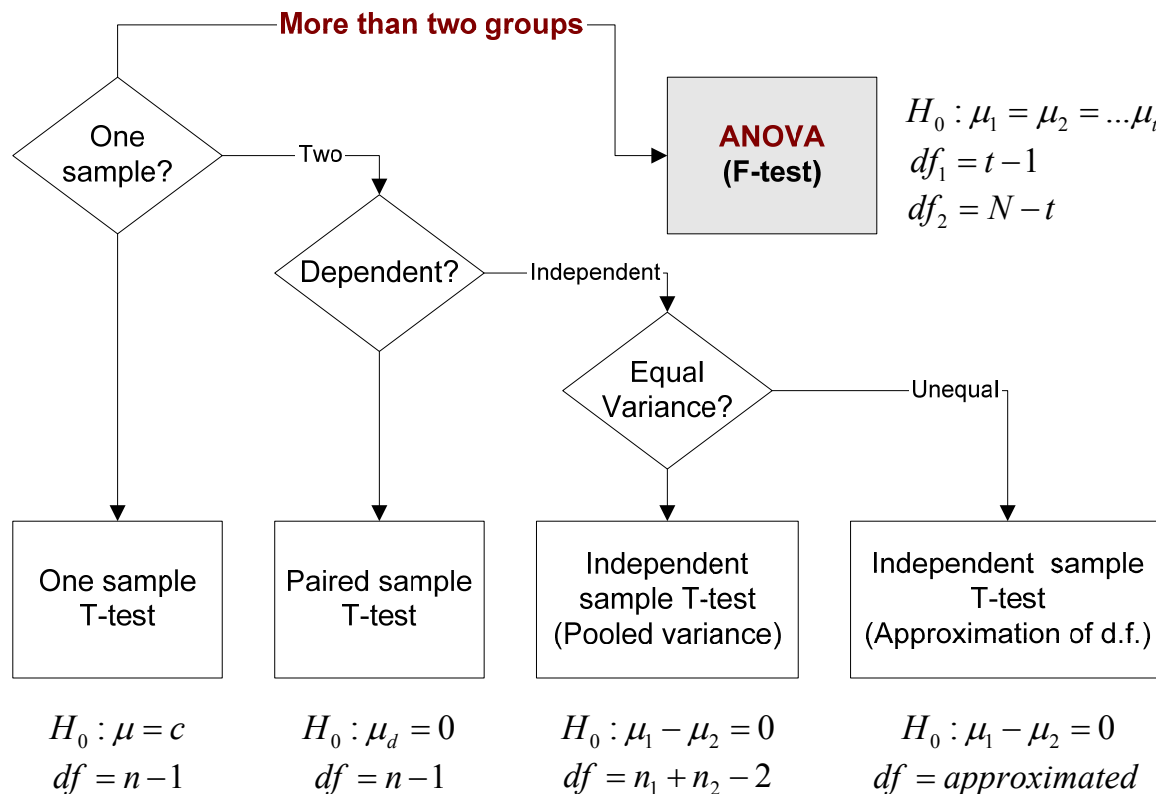 More than two groups
One
sample?
Two
ANOVA
(F-test)
H₀ : μ₁ = μ₂ = ...μₜ
df₁ = t − 1
df₂ = N − t
Dependent?
Independent
Equal
Variance?
Unequal
One sample
T-test
Paired sample
T-test
Independent
sample T-test
(Pooled variance)
Independent sample
T-test
(Approximation of d.f.)
H₀ : μ = c
df = n − 1
H₀ : μ_d = 0
df = n − 1
H₀ : μ₁ − μ₂ = 0
df = n₁ + n₂ − 2
H₀ : μ₁ − μ₂ = 0
df = approximated